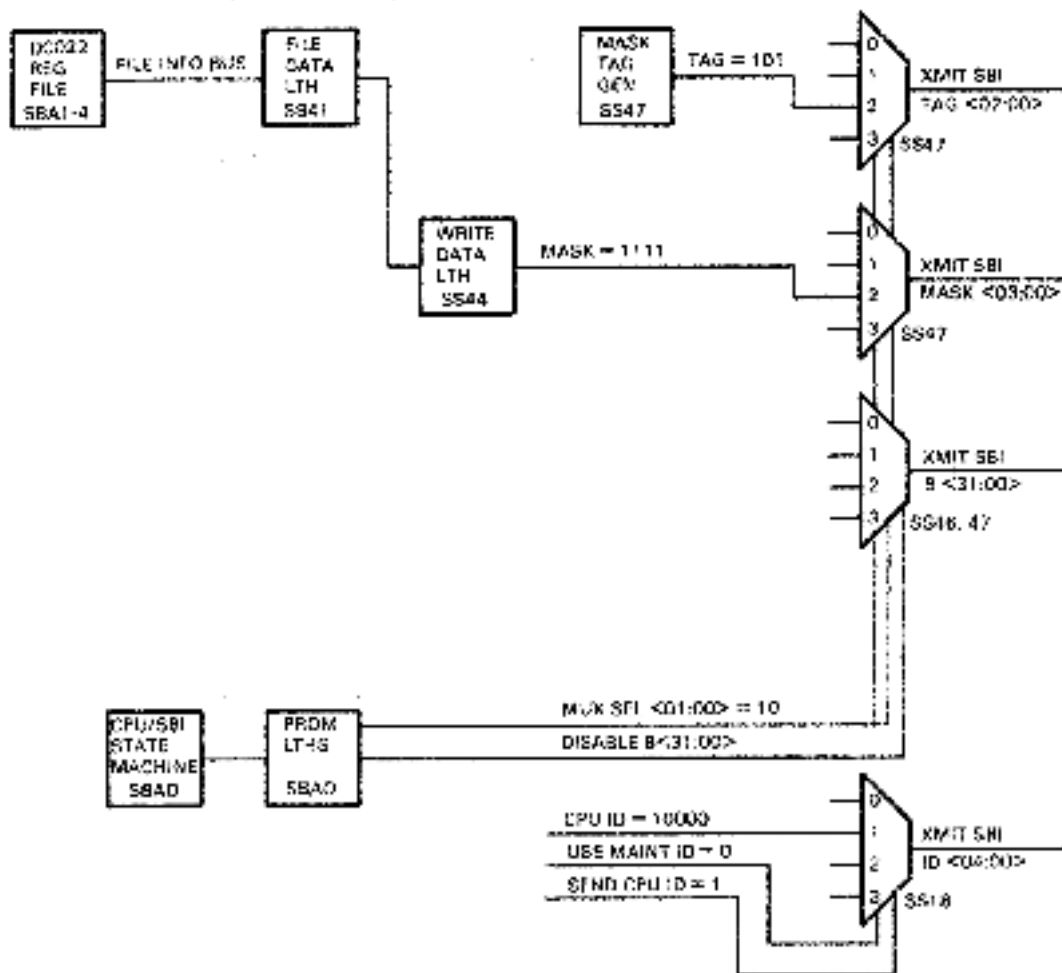 DC022
REG
FILE
SBA1-4
FILE INFO BUS
FILE
DATA
LTH
SS41
MASK
TAG
GEN
SS47
TAG = 101
0
1
2
3
XMIT SBI
TAG <02:00>
SS47
WRITE
DATA
LTH
SS44
MASK = 1111
0
1
2
3
XMIT SBI
MASK <03:00>
SS47
0
1
2
3
XMIT SBI
B <31:00>
SS46, 47
CPU/SBI
STATE
MACHINE
SBAD
PROM
LTHS
SBAD
MUX SEL <01:00> = 10
DISABLE B<31:00>
CPU ID = 10000
USE MAINT ID = 0
SEND CPU ID = 1
0
1
2
3
XMIT SBI
ID <04:00>